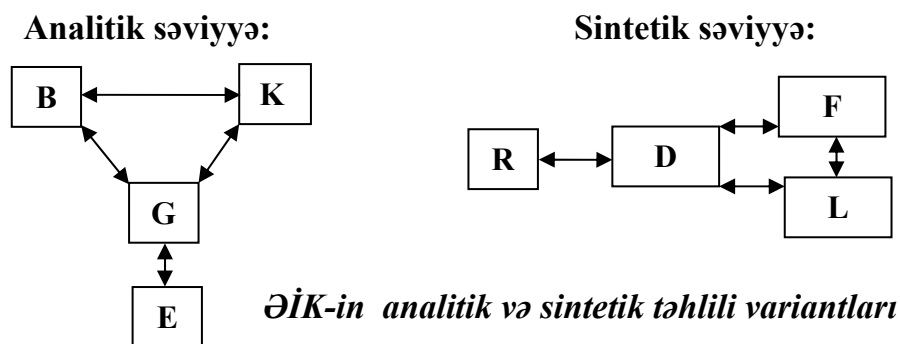 Analitik səviyyə:
Sintetik səviyyə:
B
K
F
R
D
L
G
E
ƏİK-in analitik və sintetik təhlili variantları